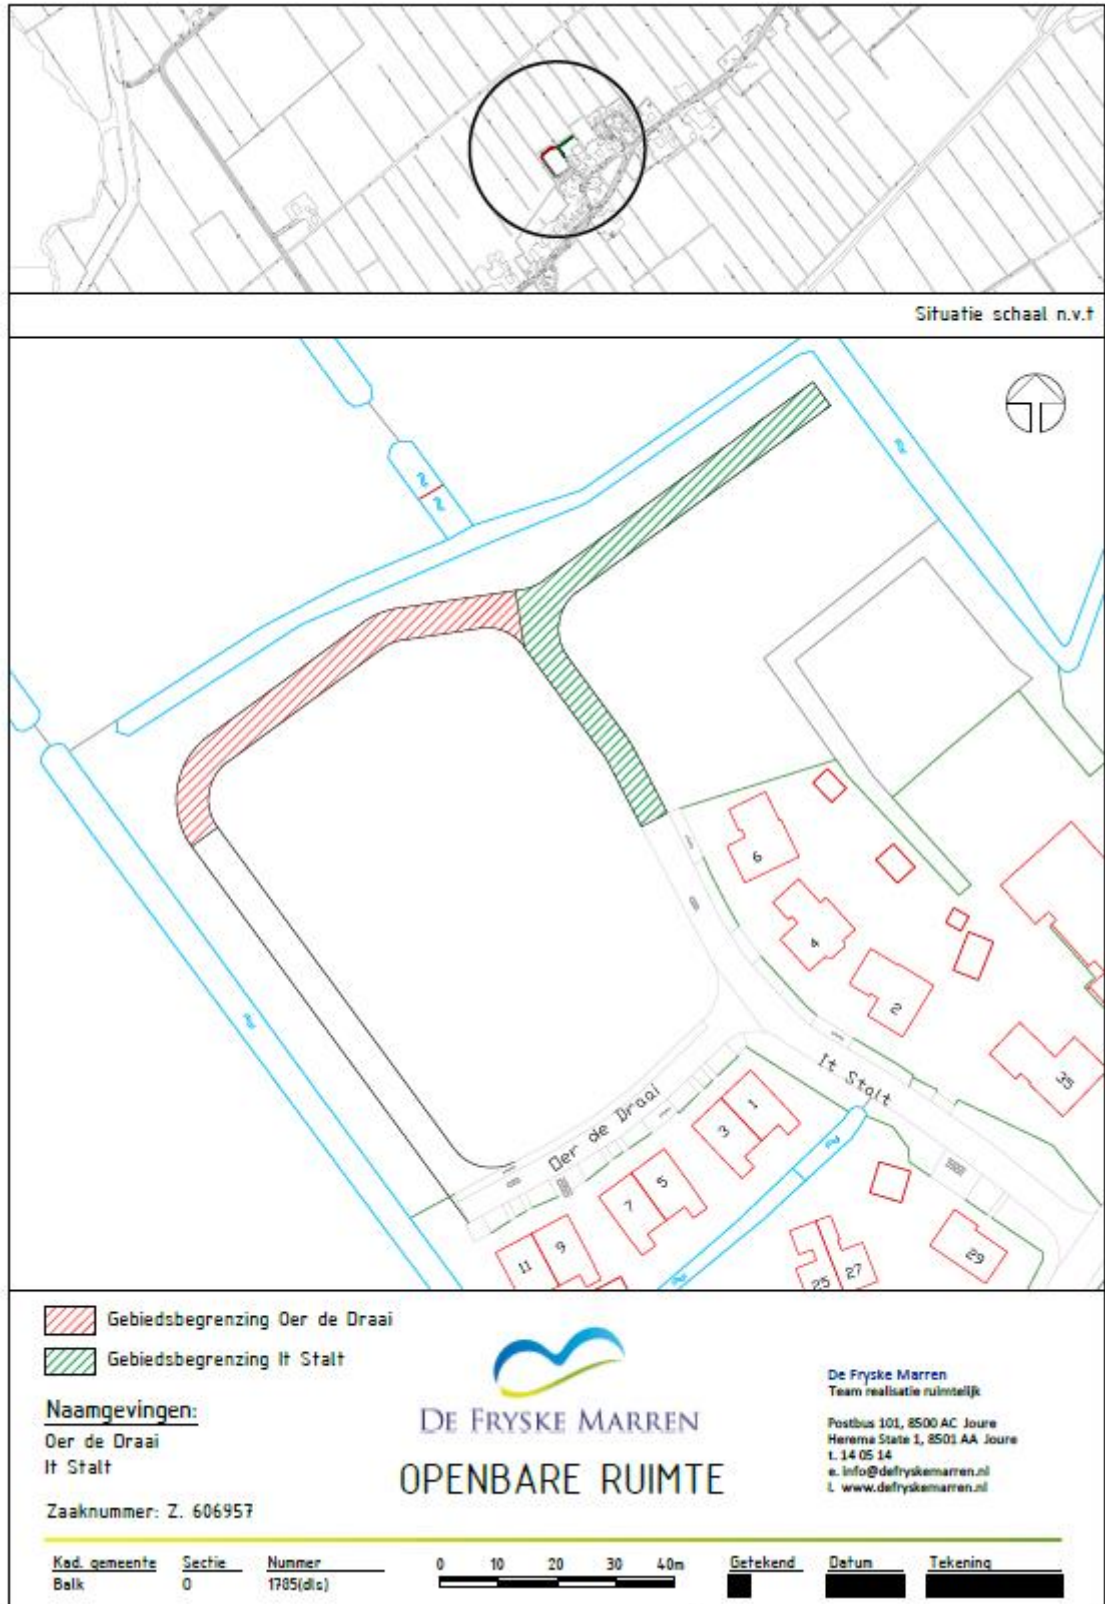 Situatie schaal n.v.t
6
4
2
35
It Stalt
Oer de Draai
1
3
5
7
9
11
25
27
29
Gebiedsbegrenzing Oer de Draai
Gebiedsbegrenzing It Stalt
Naamgevingen:
Oer de Draai
It Stalt
Zaaknummer: Z. 606957
DE FRYSKE MARREN
OPENBARE RUIMTE
De Fryske Marren
Team realisatie ruimtelijk
Postbus 101, 8500 AC Joure
Herema State 1, 8501 AA Joure
t. 14 05 14
e. info@defryskemarren.nl
i. www.defryskemarren.nl
Kad. gemeente Sectie Nummer
Balk O 1785(dls)
0 10 20 30 40m
Getekend Datum Tekening